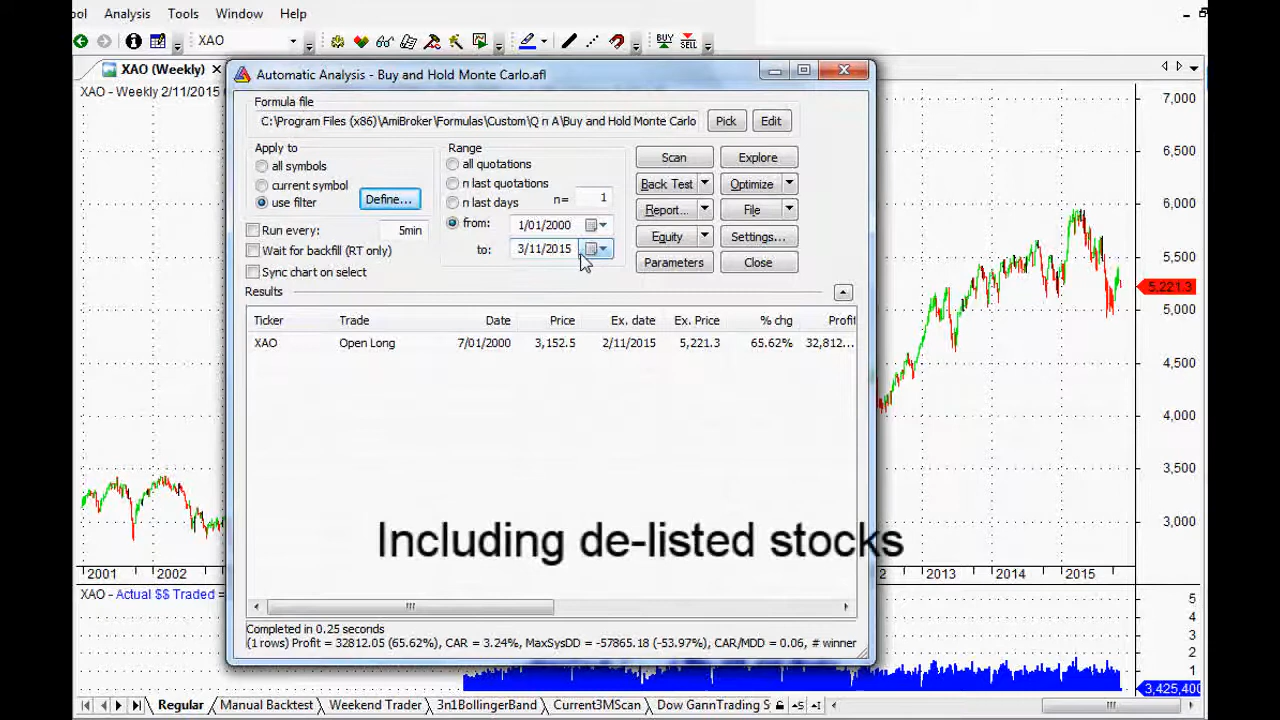 ool Analysis Tools Window Help
XAO BUY SELL
XAO (Weekly)
XAO - Weekly 2/11/2015
Automatic Analysis - Buy and Hold Monte Carlo.afl
Formula file
C:\Program Files (x86)\AmiBroker\Formulas\Custom\Q n A\Buy and Hold Monte Carlo Pick Edit
Apply to
all symbols
current symbol
use filter Define...
Range
all quotations
n last quotations
n last days n= 1
from: 1/01/2000
to: 3/11/2015
Scan Explore
Back Test Optimize
Report... File
Equity Settings...
Parameters Close
Run every: 5min
Wait for backfill (RT only)
Sync chart on select
Results
Ticker Trade Date Price Ex. date Ex. Price % chg Profit
XAO Open Long 7/01/2000 3,152.5 2/11/2015 5,221.3 65.62% 32,812...
Including de-listed stocks
Completed in 0.25 seconds
(1 rows) Profit = 32812.05 (65.62%), CAR = 3.24%, MaxSysDD = -57865.18 (-53.97%), CAR/MDD = 0.06, # winner
7,000
6,500
6,000
5,500
5,221.3
5,000
4,500
4,000
3,500
3,000
2001 2002 2 2013 2014 2015
XAO - Actual $$ Traded =
5
4
3
2
1
3,425,400
Regular Manual Backtest Weekend Trader 3n1BollingerBand Current3MScan Dow GannTrading S